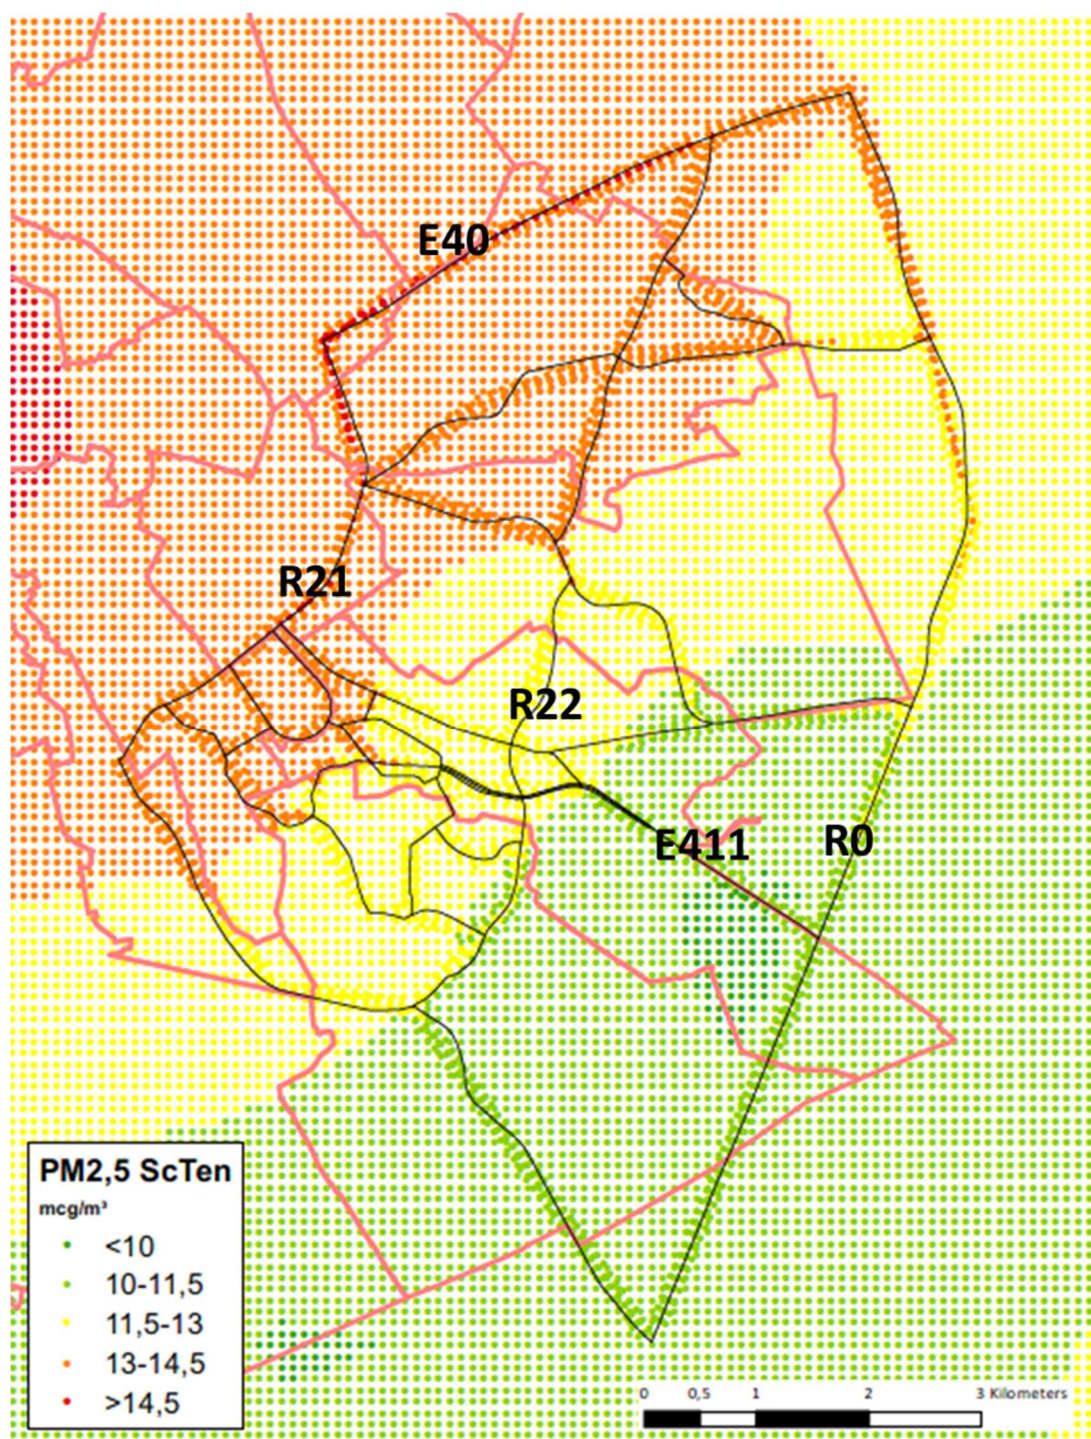 E40
R21
R22
E411
R0
PM2,5 ScTen
mcg/m³
<10
10-11,5
11,5-13
13-14,5
>14,5
0 0,5 1 2 3 Kilometers